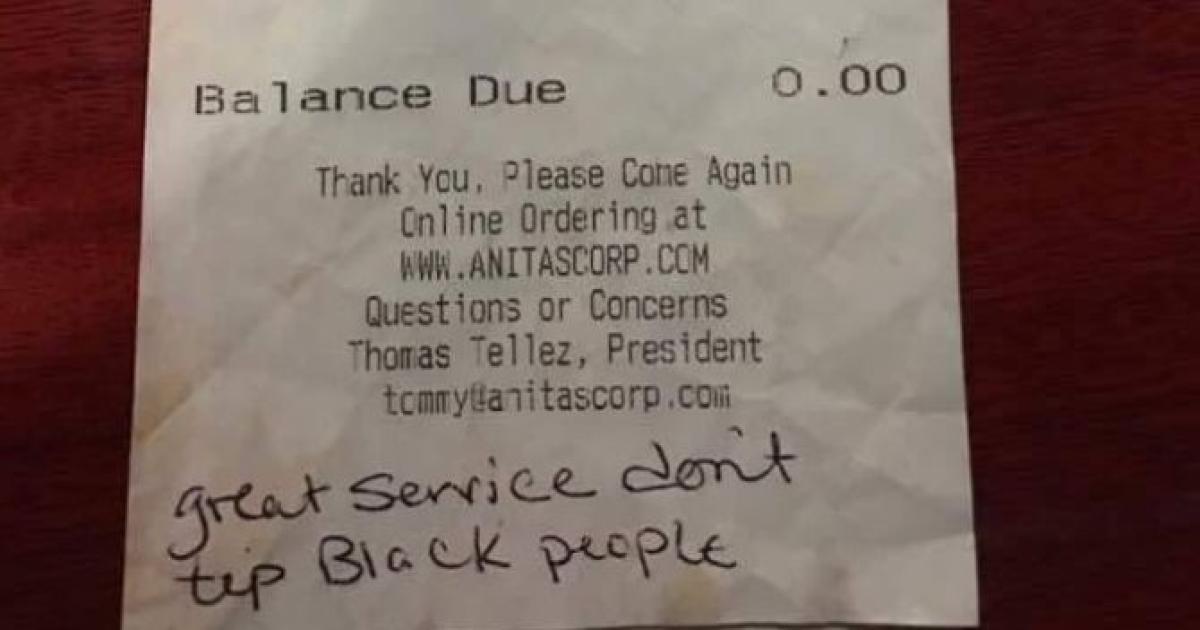 Balance Due 0.00
Thank You, Please Come Again
Online Ordering at
WWW.ANITASCORP.COM
Questions or Concerns
Thomas Tellez, President
tommy@anitascorp.com
great service don't
tip Black people